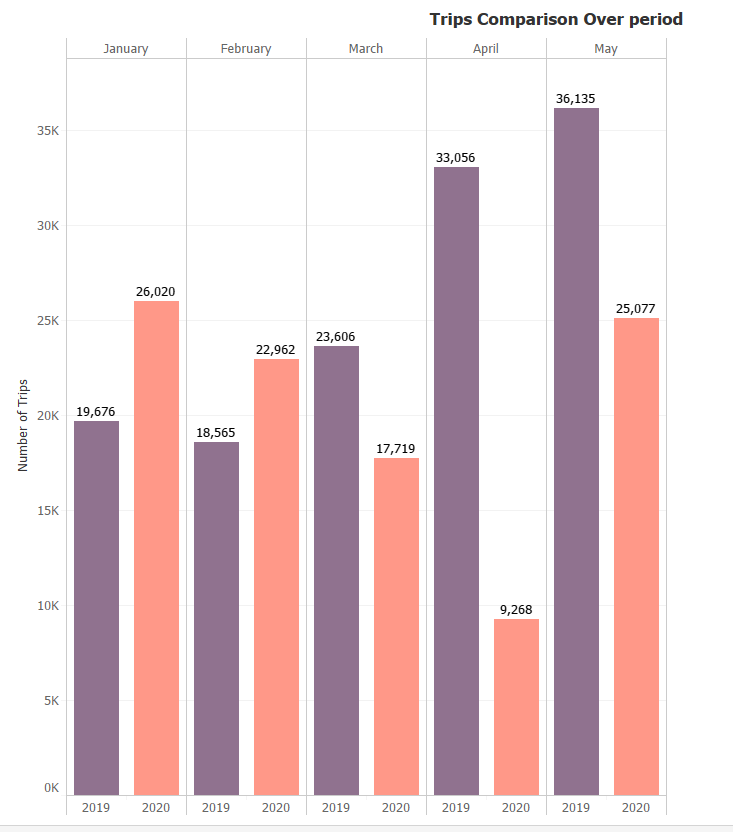 Trips Comparison Over period
January February March April May
36,135
35K
33,056
30K
26,020
25,077
25K
23,606
22,962
Number of Trips
20K
19,676
18,565
17,719
15K
10K
9,268
5K
0K
2019 2020 2019 2020 2019 2020 2019 2020 2019 2020